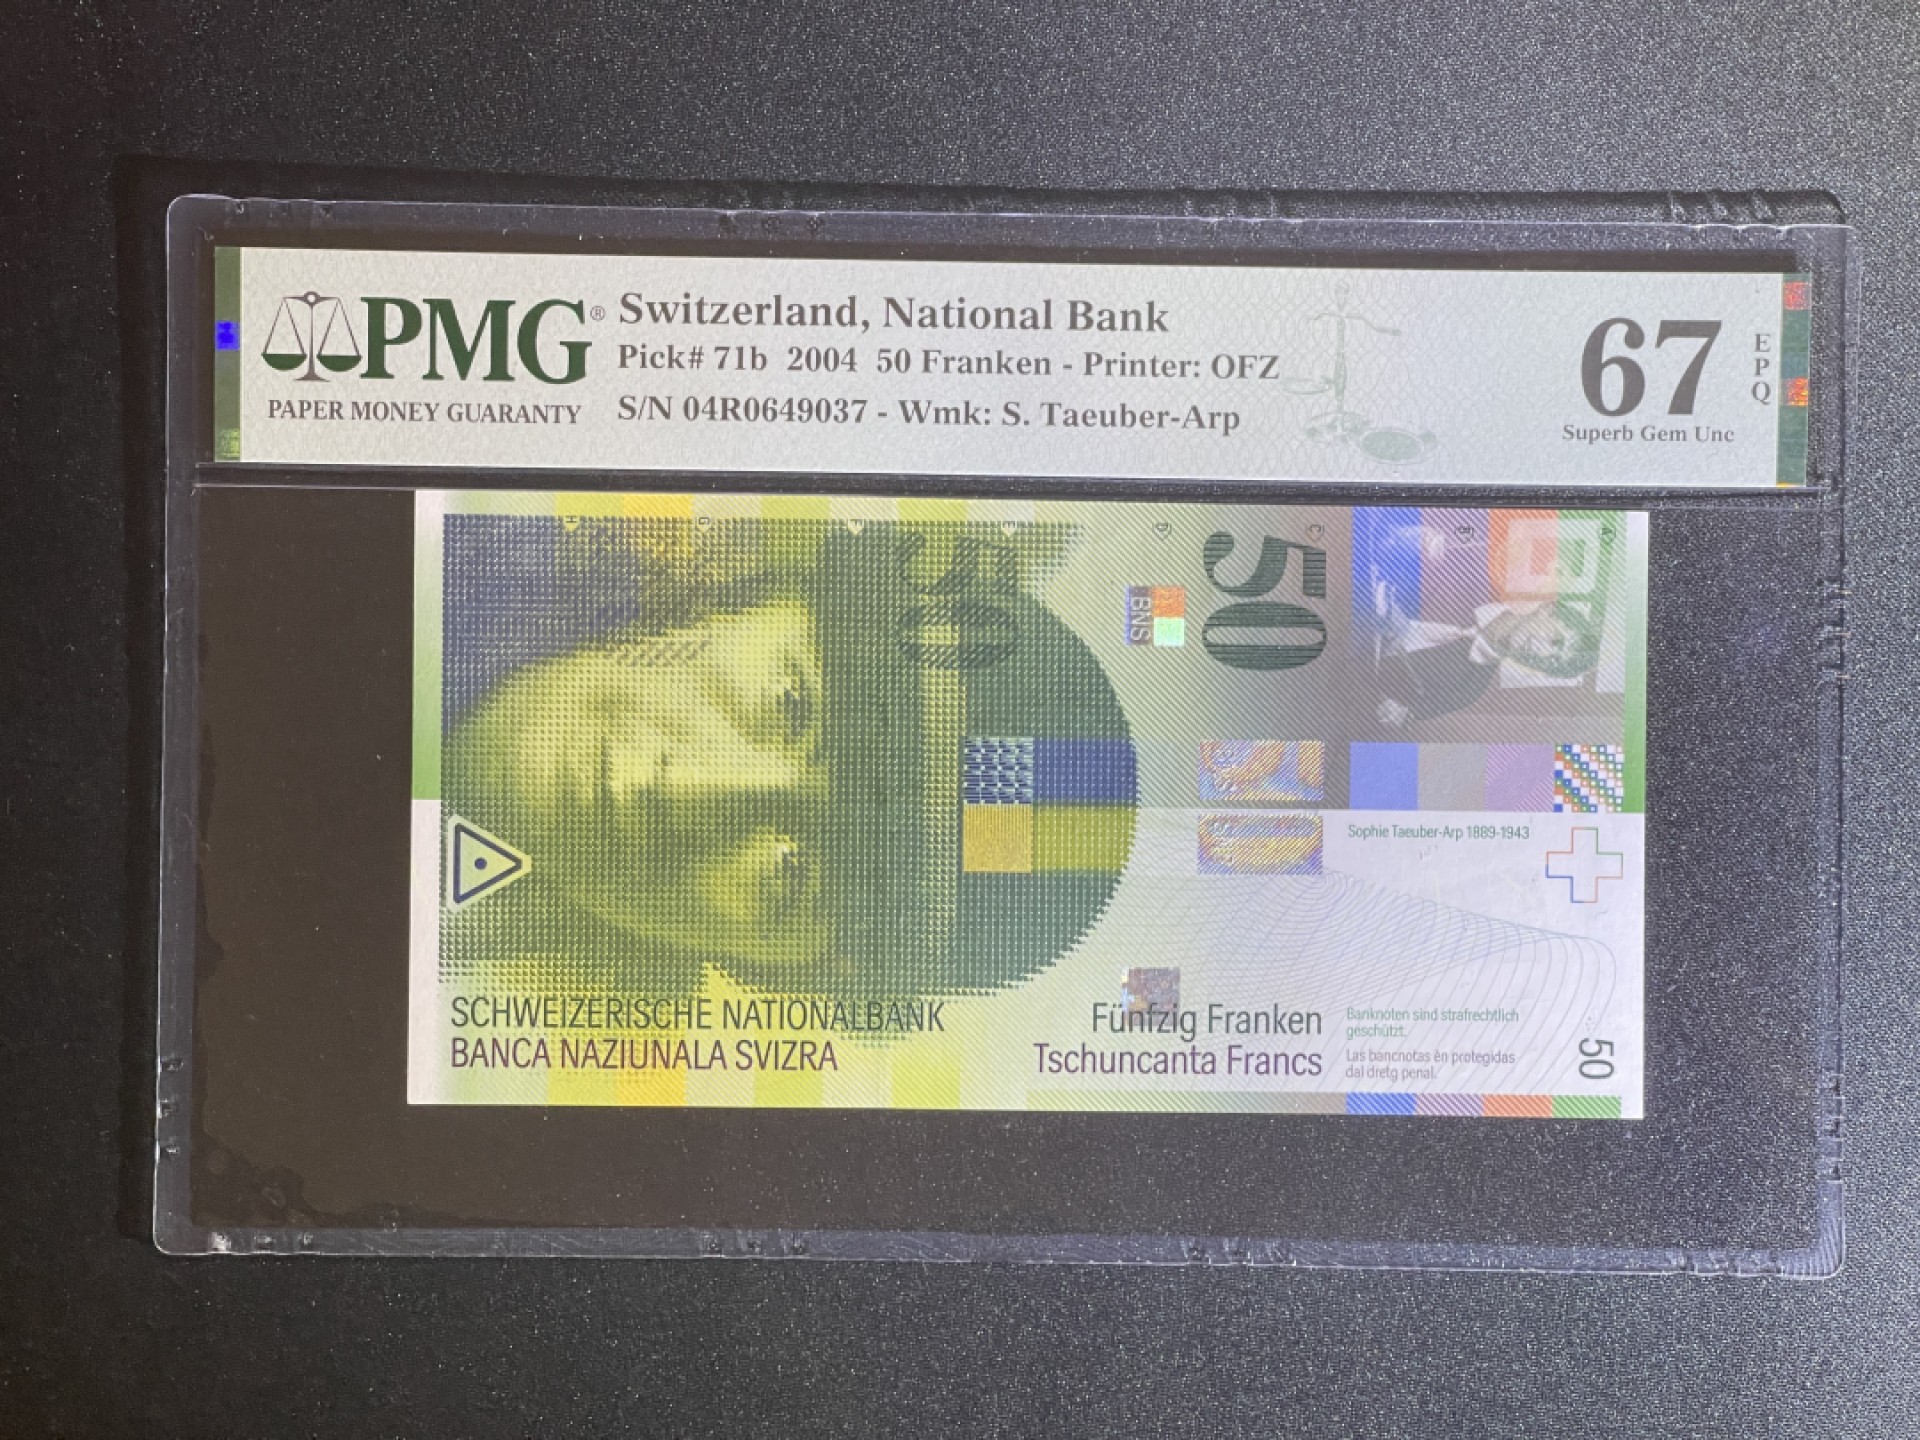 PMG®
PAPER MONEY GUARANTY
Switzerland, National Bank
Pick# 71b 2004 50 Franken - Printer: OFZ
S/N 04R0649037 - Wmk: S. Taeuber-Arp
67
EPQ
Superb Gem Unc
H G F E D C B A
50
50
BNS
Sophie Taeuber-Arp 1889-1943
SCHWEIZERISCHE NATIONALBANK
BANCA NAZIUNALA SVIZRA
Fünfzig Franken
Tschuncanta Francs
Banknoten sind strafrechtlich
geschützt.
Las bancnotas èn protegidas
dal dretg penal.
50